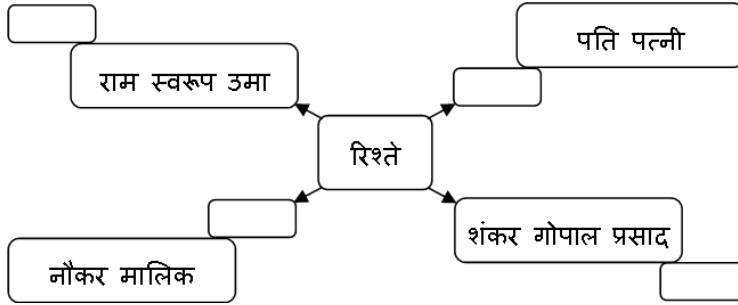 पति पत्नी
राम स्वरूप उमा
रिश्ते
शंकर गोपाल प्रसाद
नौकर मालिक